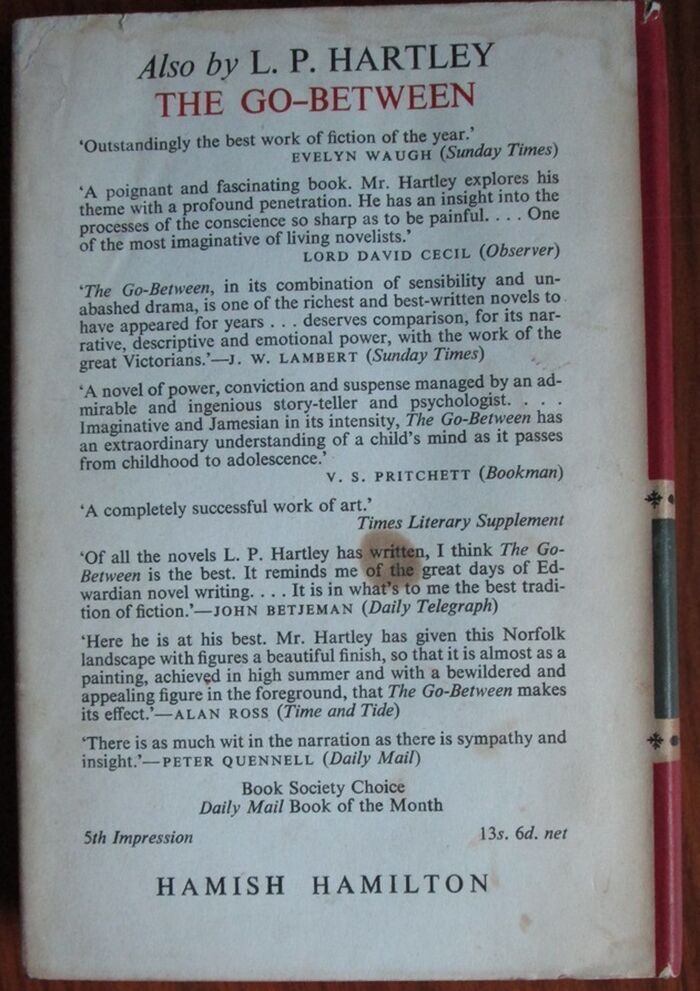 Also by L. P. HARTLEY
THE GO-BETWEEN
‘Outstandingly the best work of fiction of the year.’
EVELYN WAUGH (Sunday Times)
‘A poignant and fascinating book. Mr. Hartley explores his
theme with a profound penetration. He has an insight into the
processes of the conscience so sharp as to be painful. . . . One
of the most imaginative of living novelists.’
LORD DAVID CECIL (Observer)
‘The Go-Between, in its combination of sensibility and un-
abashed drama, is one of the richest and best-written novels to
have appeared for years . . . deserves comparison, for its nar-
rative, descriptive and emotional power, with the work of the
great Victorians.’—J. W. LAMBERT (Sunday Times)
‘A novel of power, conviction and suspense managed by an ad-
mirable and ingenious story-teller and psychologist. . . .
Imaginative and Jamesian in its intensity, The Go-Between has
an extraordinary understanding of a child’s mind as it passes
from childhood to adolescence.’
V. S. PRITCHETT (Bookman)
‘A completely successful work of art.’
Times Literary Supplement
‘Of all the novels L. P. Hartley has written, I think The Go-
Between is the best. It reminds me of the great days of Ed-
wardian novel writing. . . . It is in what’s to me the best tradi-
tion of fiction.’—JOHN BETJEMAN (Daily Telegraph)
‘Here he is at his best. Mr. Hartley has given this Norfolk
landscape with figures a beautiful finish, so that it is almost as a
painting, achieved in high summer and with a bewildered and
appealing figure in the foreground, that The Go-Between makes
its effect.’—ALAN ROSS (Time and Tide)
‘There is as much wit in the narration as there is sympathy and
insight.’—PETER QUENNELL (Daily Mail)
Book Society Choice
Daily Mail Book of the Month
5th Impression 13s. 6d. net
HAMISH HAMILTON